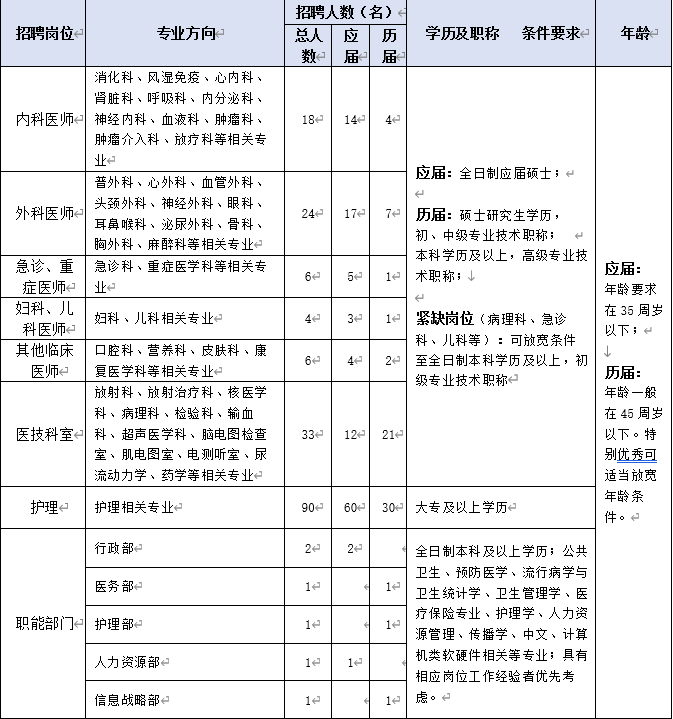 招聘岗位
专业方向
招聘人数（名）
总人
数
应
届
历
届
学历及职称 条件要求
年龄
内科医师
消化科、风湿免疫、心内科、
肾脏科、呼吸科、内分泌科、
神经内科、血液科、肿瘤科、
肿瘤介入科、放疗科等相关专
业
18
14
4
外科医师
普外科、心外科、血管外科、
头颈外科、神经外科、眼科、
耳鼻喉科、泌尿外科、骨科、
胸外科、麻醉科等相关专业
24
17
7
急诊、重
症医师
急诊科、重症医学科等相关专
业
6
5
1
妇科、儿
科医师
妇科、儿科相关专业
4
3
1
其他临床
医师
口腔科、营养科、皮肤科、康
复医学科等相关专业
6
4
2
医技科室
放射科、放射治疗科、核医学
科、病理科、检验科、输血
科、超声医学科、脑电图检查
室、肌电图室、电测听室、尿
流动力学、药学等相关专业
33
12
21
应届：全日制应届硕士；
历届：硕士研究生学历，
初、中级专业技术职称；
本科学历及以上，高级专业技
术职称；
紧缺岗位（病理科、急诊
科、儿科等）：可放宽条件
至全日制本科学历及以上，初
级专业技术职称
护理
护理相关专业
90
60
30
大专及以上学历
职能部门
行政部
2
2
医务部
1
1
护理部
1
1
人力资源部
1
1
信息战略部
1
1
全日制本科及以上学历；公共
卫生、预防医学、流行病学与
卫生统计学、卫生管理学、医
疗保险专业、护理学、人力资
源管理、传播学、中文、计算
机类软硬件相关等专业；具有
相应岗位工作经验者优先考
虑。
应届：
年龄要求
在 35 周岁
以下；
历届：
年龄一般
在 45 周岁
以下。特
别优秀可
适当放宽
年龄条
件。